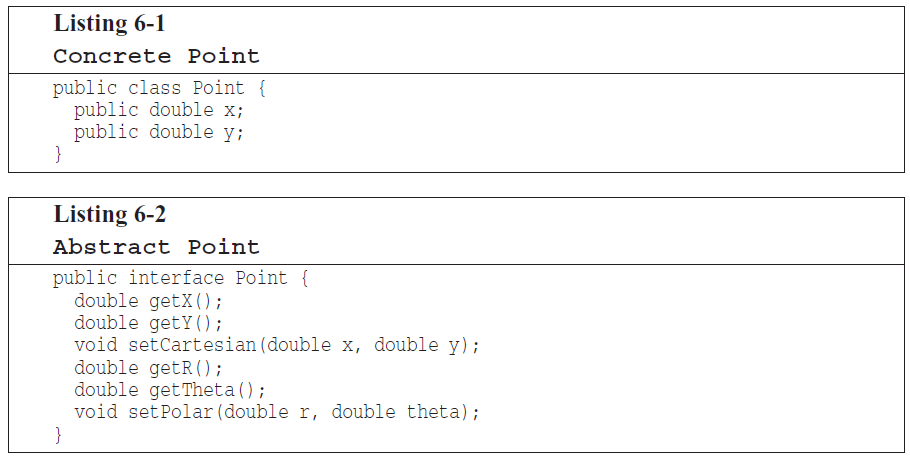 Listing 6-1
Concrete Point
public class Point {
  public double x;
  public double y;
}
Listing 6-2
Abstract Point
public interface Point {
  double getX();
  double getY();
  void setCartesian(double x, double y);
  double getR();
  double getTheta();
  void setPolar(double r, double theta);
}